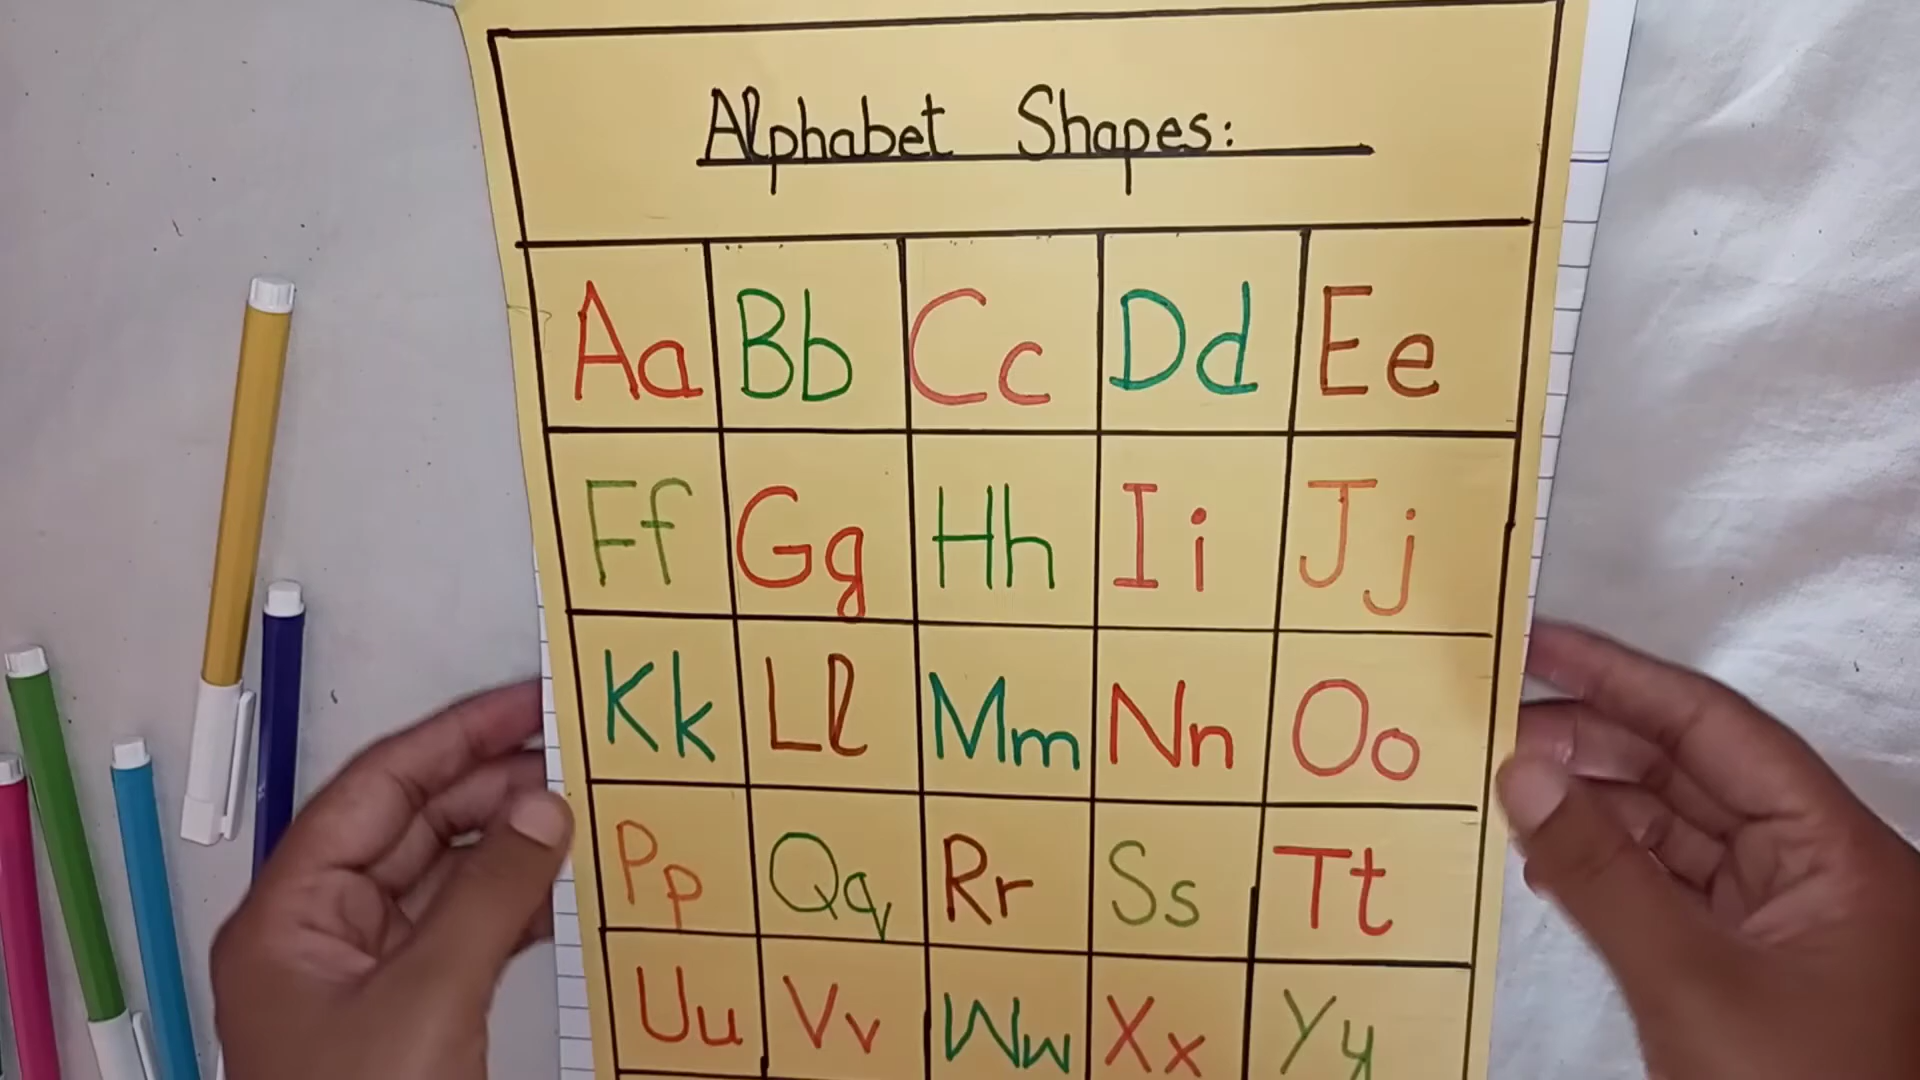 Alphabet Shapes:
Aa Bb Cc Dd Ee
Ff Gg Hh Ii Jj
Kk Ll Mm Nn Oo
Pp Qq Rr Ss Tt
Uu Vv Ww Xx Yy